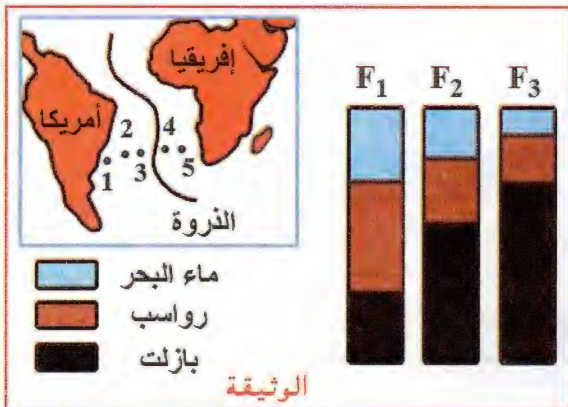 إفريقيا
أمريكا
1
2
3
4
5
الذروة
F1 F2 F3
ماء البحر
رواسب
بازلت
الوثيقة